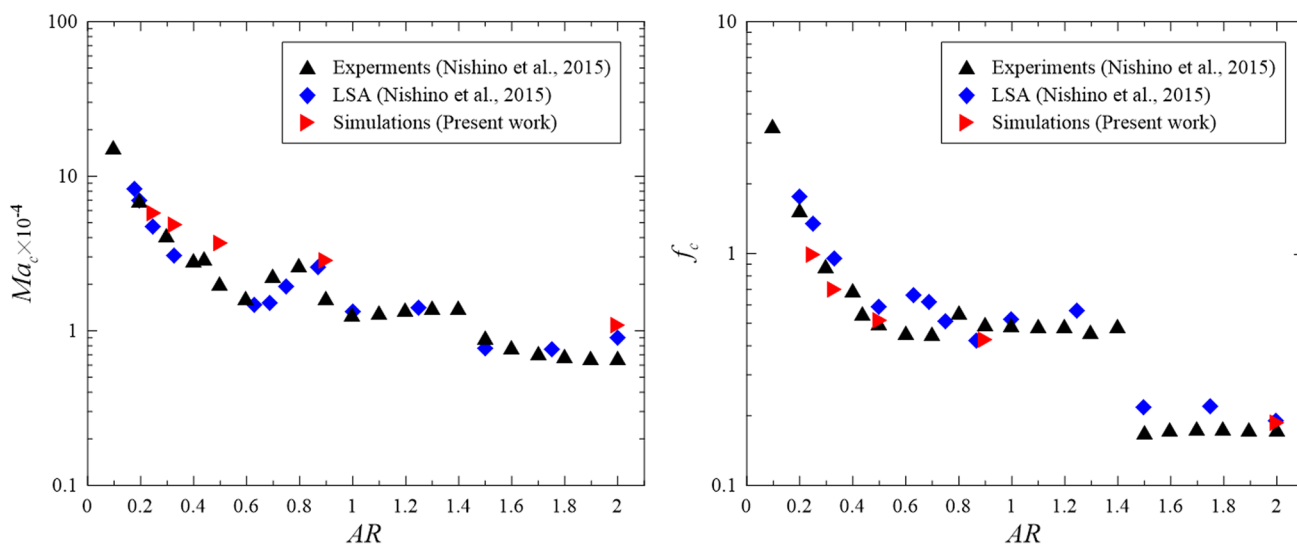 100
10
1
0.1
Ma_c×10⁻⁴
Experments (Nishino et al., 2015)
LSA (Nishino et al., 2015)
Simulations (Present work)
0 0.2 0.4 0.6 0.8 1 1.2 1.4 1.6 1.8 2
AR
10
1
0.1
f_c
Experiments (Nishino et al., 2015)
LSA (Nishino et al., 2015)
Simulations (Present work)
0 0.2 0.4 0.6 0.8 1 1.2 1.4 1.6 1.8 2
AR